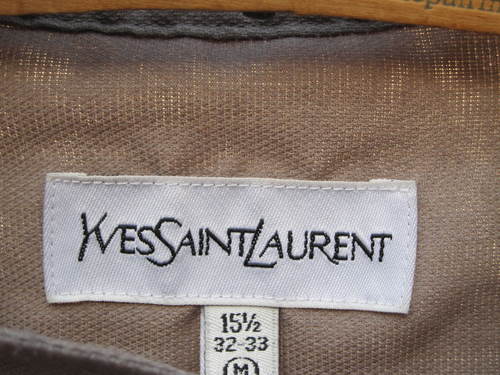 YVESSAINTLAURENT
15½
32-33
M